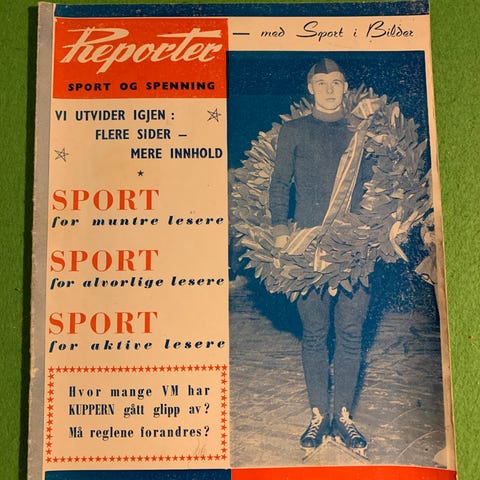 Reporter
— med Sport i Bilder
SPORT OG SPENNING
VI UTVIDER IGJEN :
FLERE SIDER —
MERE INNHOLD
SPORT
for muntre lesere
SPORT
for alvorlige lesere
SPORT
for aktive lesere
Hvor mange VM har
KUPPERN gått glipp av ?
Må reglene forandres ?